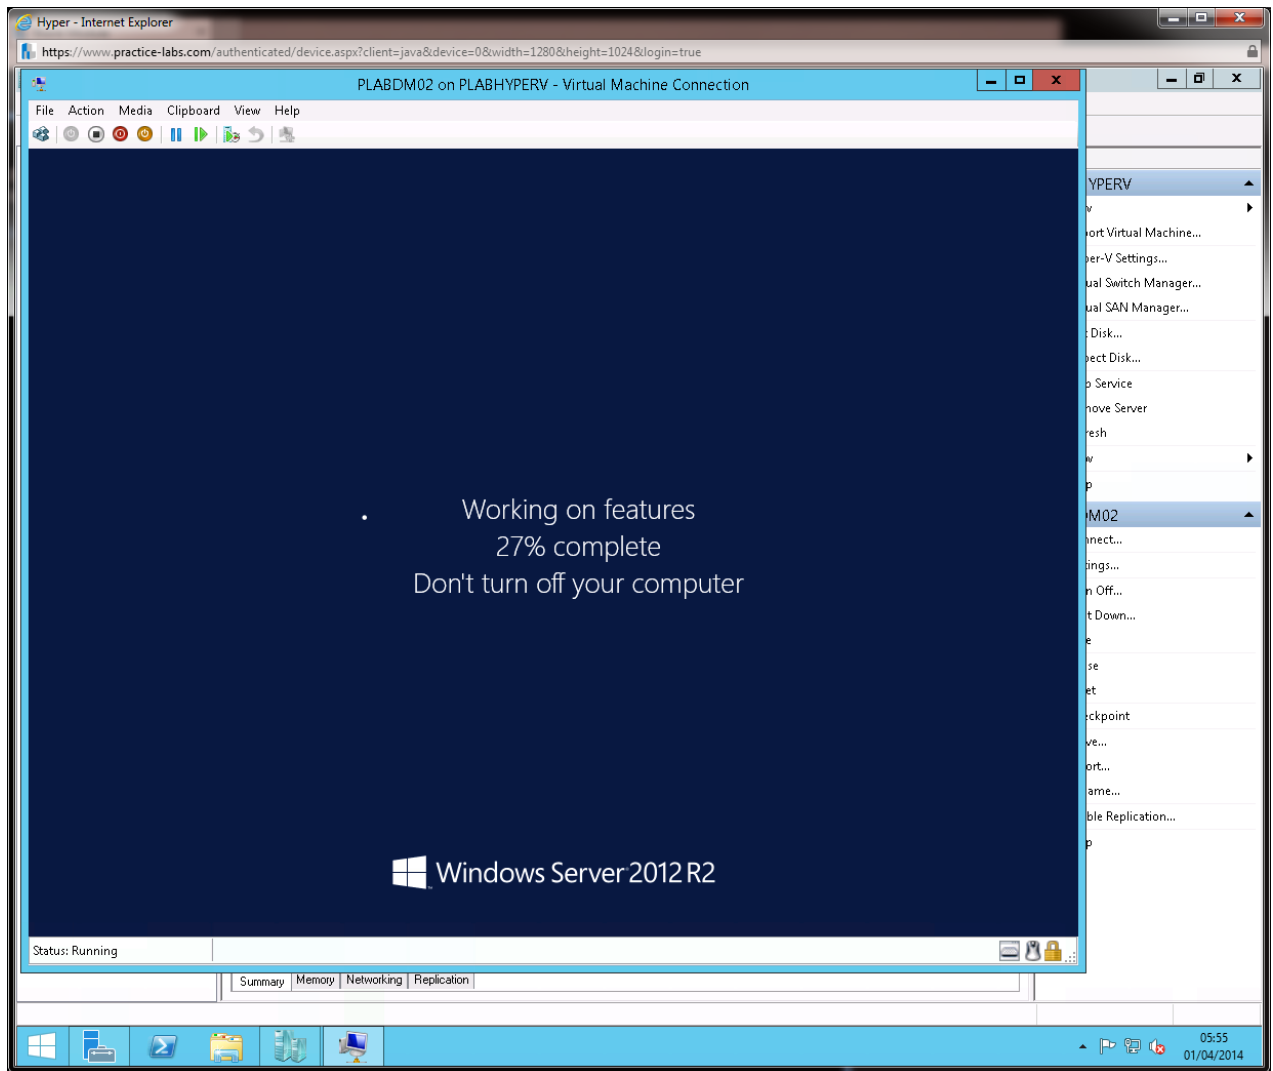 Hyper - Internet Explorer
https://www.practice-labs.com/authenticated/device.aspx?client=java&device=0&width=1280&height=1024&login=true
PLABDM02 on PLABHYPERV - Virtual Machine Connection
File Action Media Clipboard View Help
YPERV
v
ort Virtual Machine...
er-V Settings...
ual Switch Manager...
ual SAN Manager...
t Disk...
pect Disk...
p Service
nove Server
resh
w
p
Working on features
27% complete
Don't turn off your computer
M02
nnect...
ings...
n Off...
t Down...
e
se
et
eckpoint
ve...
ort...
ame...
ble Replication...
p
Windows Server 2012 R2
Status: Running
Summary Memory Networking Replication
05:55
01/04/2014